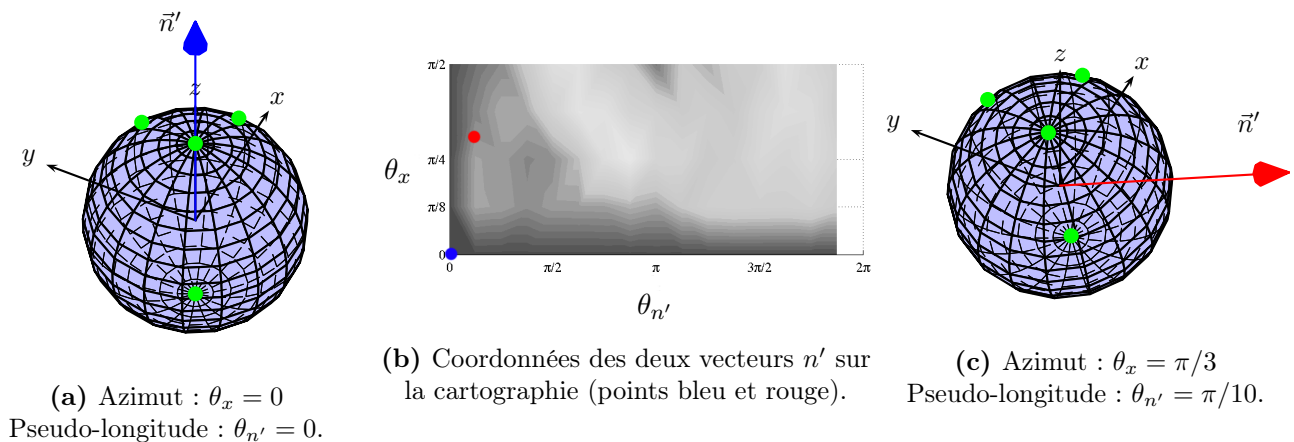 n⃗'
z
x
y
π/2
π/4
π/8
0
θₓ
0
π/2
π
3π/2
2π
θₙ'
z
x
y
n⃗'
(a) Azimut : θₓ = 0
Pseudo-longitude : θₙ' = 0.
(b) Coordonnées des deux vecteurs n' sur
la cartographie (points bleu et rouge).
(c) Azimut : θₓ = π/3
Pseudo-longitude : θₙ' = π/10.